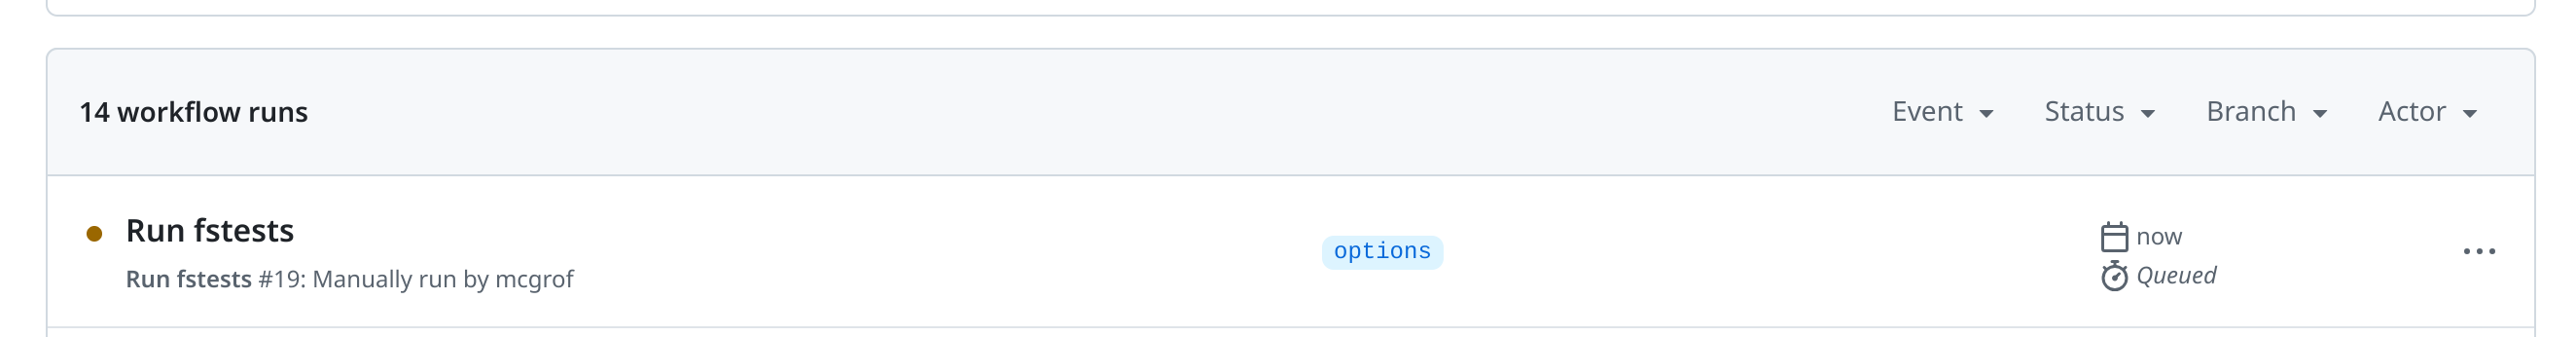 14 workflow runs
Event Status Branch Actor
Run fstests
Run fstests #19: Manually run by mcgrof
options
now
Queued